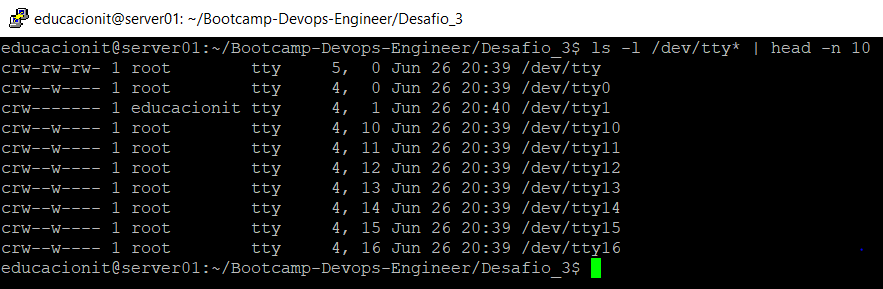 educacionit@server01: ~/Bootcamp-Devops-Engineer/Desafio_3
educacionit@server01:~/Bootcamp-Devops-Engineer/Desafio_3$ ls -l /dev/tty* | head -n 10
crw-rw-rw- 1 root        tty     5,  0 Jun 26 20:39 /dev/tty
crw--w---- 1 root        tty     4,  0 Jun 26 20:39 /dev/tty0
crw------- 1 educacionit tty     4,  1 Jun 26 20:40 /dev/tty1
crw--w---- 1 root        tty     4, 10 Jun 26 20:39 /dev/tty10
crw--w---- 1 root        tty     4, 11 Jun 26 20:39 /dev/tty11
crw--w---- 1 root        tty     4, 12 Jun 26 20:39 /dev/tty12
crw--w---- 1 root        tty     4, 13 Jun 26 20:39 /dev/tty13
crw--w---- 1 root        tty     4, 14 Jun 26 20:39 /dev/tty14
crw--w---- 1 root        tty     4, 15 Jun 26 20:39 /dev/tty15
crw--w---- 1 root        tty     4, 16 Jun 26 20:39 /dev/tty16
educacionit@server01:~/Bootcamp-Devops-Engineer/Desafio_3$